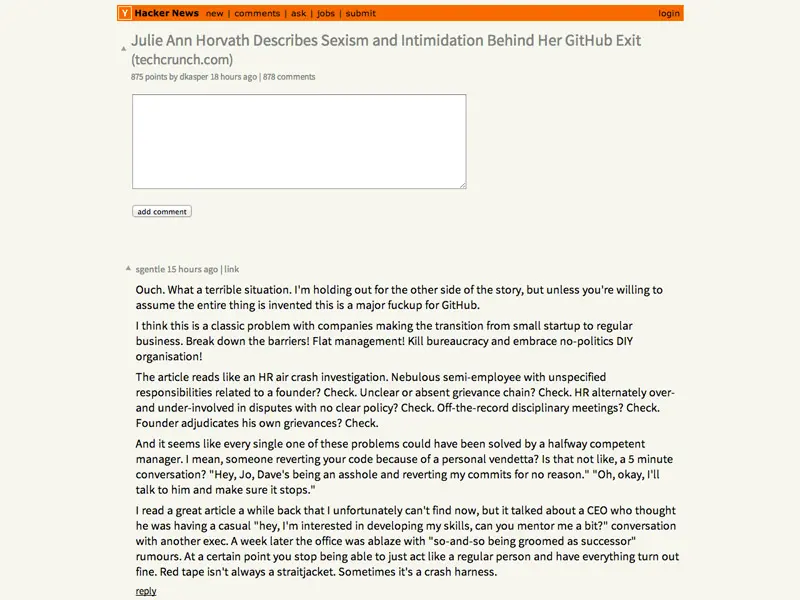 Y Hacker News new | comments | ask | jobs | submit login
Julie Ann Horvath Describes Sexism and Intimidation Behind Her GitHub Exit
(techcrunch.com)
875 points by dkasper 18 hours ago | 878 comments
add comment
sgentle 15 hours ago | link
Ouch. What a terrible situation. I'm holding out for the other side of the story, but unless you're willing to
assume the entire thing is invented this is a major fuckup for GitHub.
I think this is a classic problem with companies making the transition from small startup to regular
business. Break down the barriers! Flat management! Kill bureaucracy and embrace no-politics DIY
organisation!
The article reads like an HR air crash investigation. Nebulous semi-employee with unspecified
responsibilities related to a founder? Check. Unclear or absent grievance chain? Check. HR alternately over-
and under-involved in disputes with no clear policy? Check. Off-the-record disciplinary meetings? Check.
Founder adjudicates his own grievances? Check.
And it seems like every single one of these problems could have been solved by a halfway competent
manager. I mean, someone reverting your code because of a personal vendetta? Is that not like, a 5 minute
conversation? "Hey, Jo, Dave's being an asshole and reverting my commits for no reason." "Oh, okay, I'll
talk to him and make sure it stops."
I read a great article a while back that I unfortunately can't find now, but it talked about a CEO who thought
he was having a casual "hey, I'm interested in developing my skills, can you mentor me a bit?" conversation
with another exec. A week later the office was ablaze with "so-and-so being groomed as successor"
rumours. At a certain point you stop being able to just act like a regular person and have everything turn out
fine. Red tape isn't always a straitjacket. Sometimes it's a crash harness.
reply